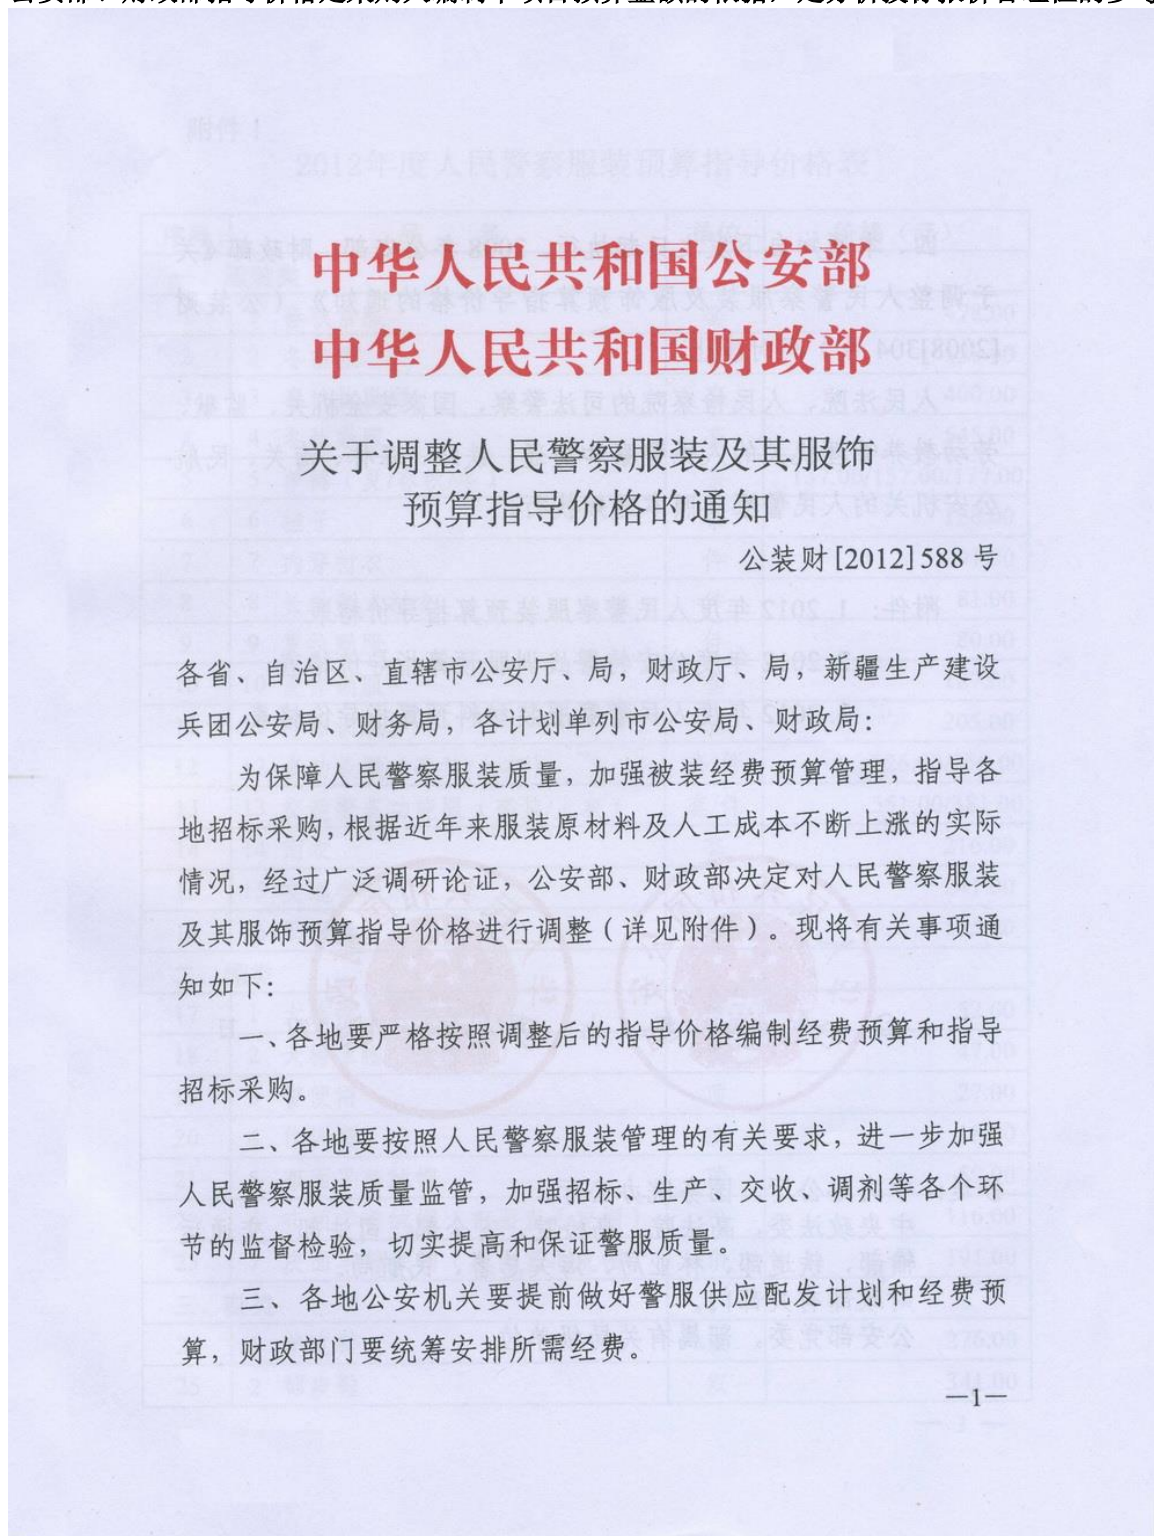 中华人民共和国公安部
中华人民共和国财政部
关于调整人民警察服装及其服饰
预算指导价格的通知
公装财[2012]588 号
各省、自治区、直辖市公安厅、局，财政厅、局，新疆生产建设
兵团公安局、财务局，各计划单列市公安局、财政局：
为保障人民警察服装质量，加强被装经费预算管理，指导各
地招标采购，根据近年来服装原材料及人工成本不断上涨的实际
情况，经过广泛调研论证，公安部、财政部决定对人民警察服装
及其服饰预算指导价格进行调整（详见附件）。现将有关事项通
知如下：
一、各地要严格按照调整后的指导价格编制经费预算和指导
招标采购。
二、各地要按照人民警察服装管理的有关要求，进一步加强
人民警察服装质量监管，加强招标、生产、交收、调剂等各个环
节的监督检验，切实提高和保证警服质量。
三、各地公安机关要提前做好警服供应配发计划和经费预
算，财政部门要统筹安排所需经费。
—1—